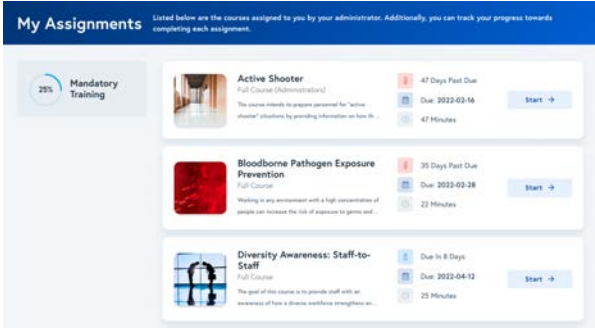 My Assignments
Listed below are the courses assigned to you by your administrator. Additionally, you can track your progress towards
completing each assignment.
25%
Mandatory
Training
Active Shooter
Full Course (Administrators)
The course intends to prepare personnel for "active
shooter" situations by providing information on how th...
47 Days Past Due
Due: 2022-02-16
47 Minutes
Start →
Bloodborne Pathogen Exposure
Prevention
Full Course
Working in any environment with a high concentration of
people can increase the risk of exposure to germs and ...
35 Days Past Due
Due: 2022-02-28
22 Minutes
Start →
Diversity Awareness: Staff-to-
Staff
Full Course
The goal of this course is to provide staff with an
awareness of how a diverse workforce strengthens an...
Due In 8 Days
Due: 2022-04-12
25 Minutes
Start →